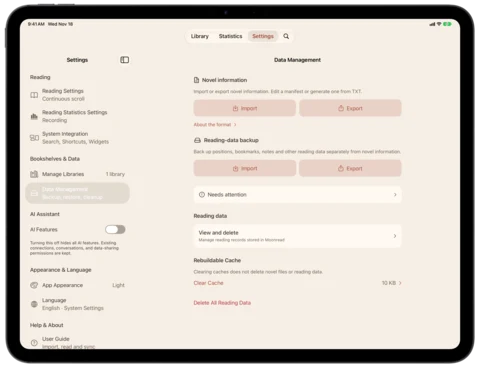 9:41 AM Wed Nov 18
Library
Statistics
Settings
Settings
Reading
Reading Settings
Continuous scroll
Reading Statistics Settings
Recording
System Integration
Search, Shortcuts, Widgets
Bookshelves & Data
Manage Libraries
1 library
Data Management
Backup, restore, cleanup
AI Assistant
AI Features
Turning this off hides all AI features. Existing
connections, conversations, and help-sharing
permissions are kept.
Appearance & Language
App Appearance
Light
Language
English · System Settings
Help & About
User Guide
Import, read and sync
Data Management
Novel information
Import or export novel information. Edit a manifest or generate one from TXT.
Import
Export
About the format
Reading-data backup
Back up positions, bookmarks, notes and other reading data separately from novel information.
Import
Export
Needs attention
Reading data
View and delete
Manage reading records stored in Moonread
Rebuildable Cache
Clearing caches does not delete novel files or reading data.
Clear Cache
70 KB
Delete All Reading Data